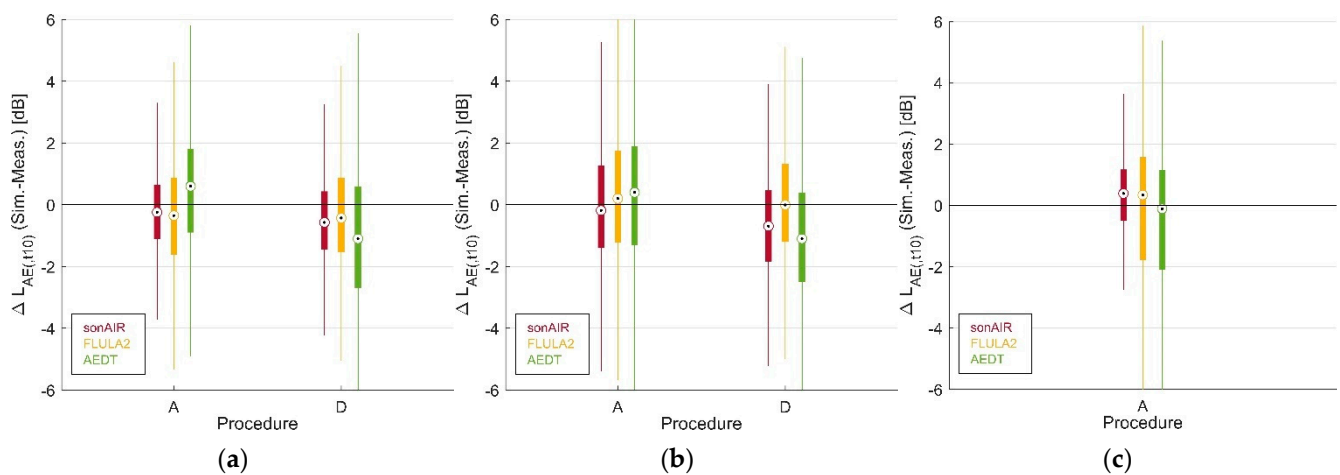 6
4
2
0
-2
-4
-6
Δ L_AE(,t10) (Sim.-Meas.) [dB]
sonAIR
FLULA2
AEDT
A
D
Procedure
(a)
6
4
2
0
-2
-4
-6
Δ L_AE(,t10) (Sim.-Meas.) [dB]
sonAIR
FLULA2
AEDT
A
D
Procedure
(b)
6
4
2
0
-2
-4
-6
Δ L_AE(,t10) (Sim.-Meas.) [dB]
sonAIR
FLULA2
AEDT
A
Procedure
(c)